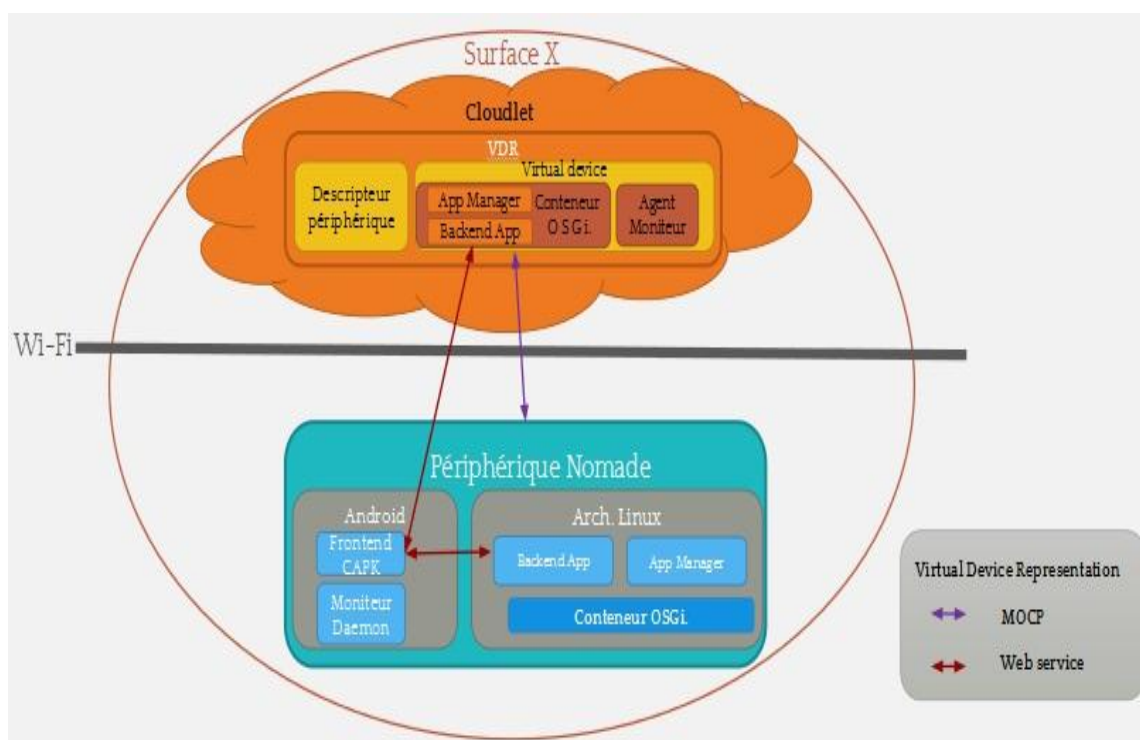 Surface X
Cloudlet
VDR
Virtual device
Descripteur
périphérique
App Manager
Backend App
Conteneur
OSGi.
Agent
Moniteur
Wi-Fi
Périphérique Nomade
Android
Frontend
CAPK
Moniteur
Daemon
Arch. Linux
Backend App
App Manager
Conteneur OSGi.
Virtual Device Representation
MOCP
Web service